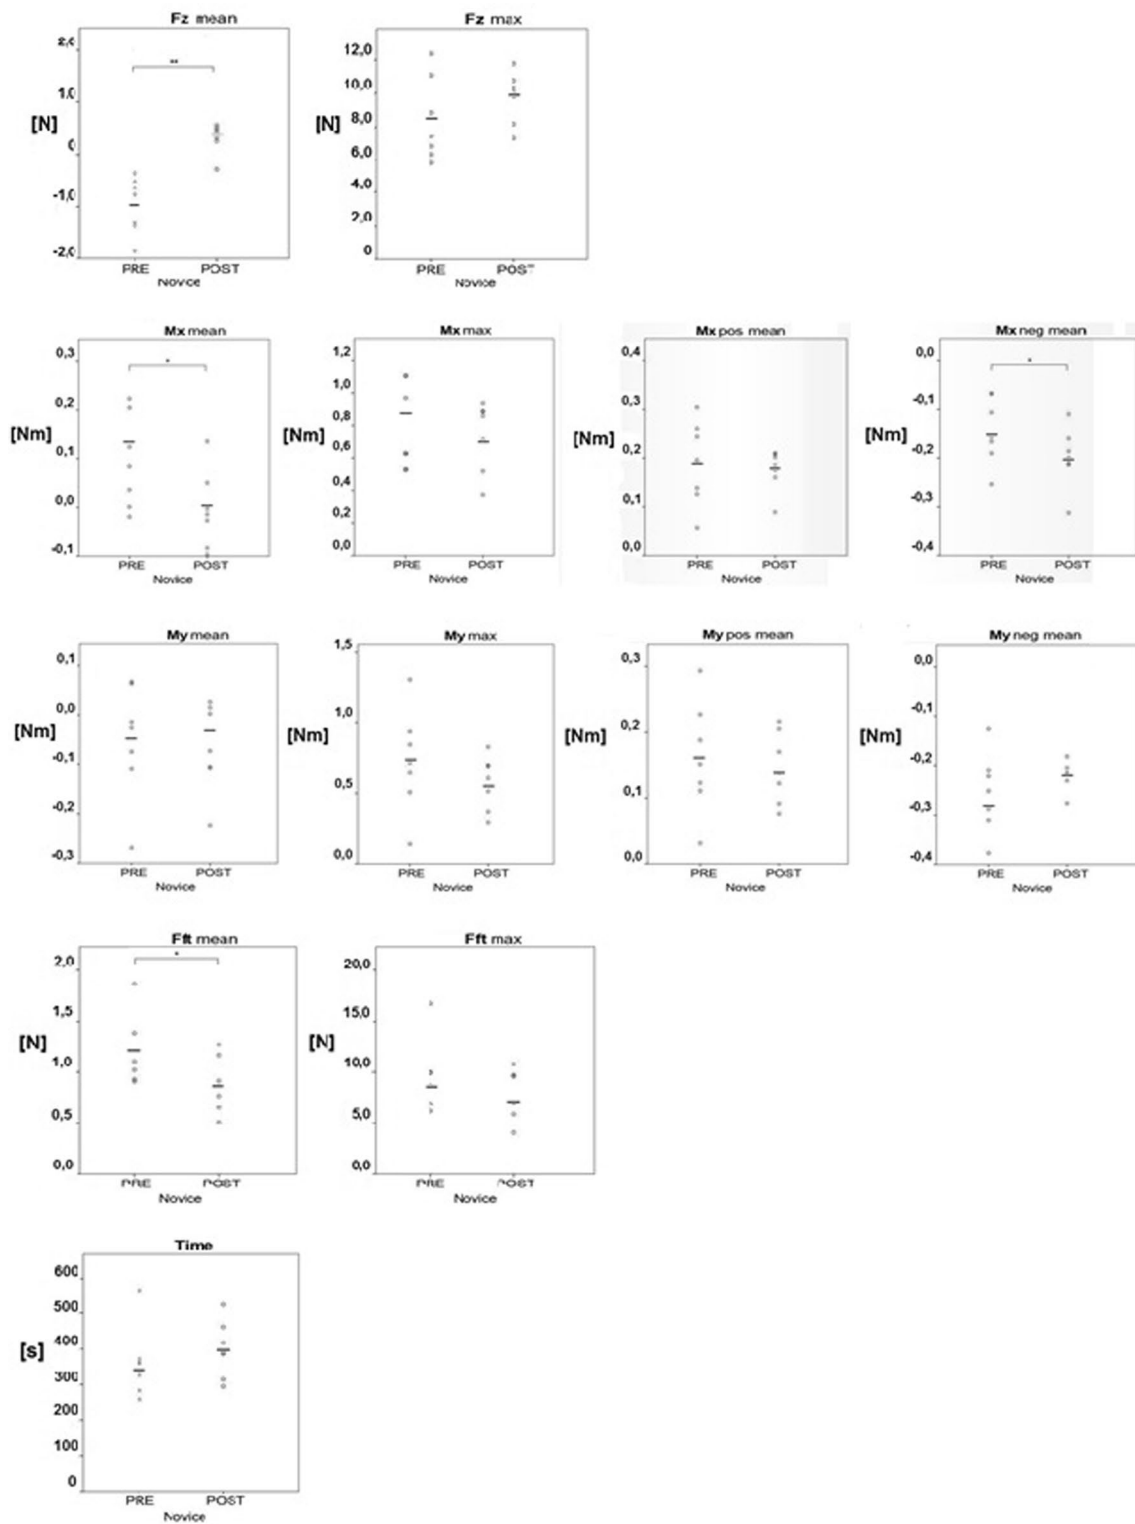 Fz mean
Fz max
2,0
1,0
0
-1,0
-2,0
[N]
**
PRE POST
Novice
12,0
10,0
8,0
6,0
4,0
2,0
0
[N]
PRE POST
Novice
Mx mean
0,3
0,2
0,1
0,0
-0,1
[Nm]
*
PRE POST
Novice
Mx max
1,2
1,0
0,8
0,6
0,4
0,2
0,0
[Nm]
PRE POST
Novice
Mx pos mean
0,4
0,3
0,2
0,1
0,0
[Nm]
PRE POST
Novice
Mx neg mean
0,0
-0,1
-0,2
-0,3
-0,4
[Nm]
*
PRE POST
Novice
My mean
0,1
0,0
-0,1
-0,2
-0,3
[Nm]
PRE POST
Novice
My max
1,5
1,0
0,5
0,0
[Nm]
PRE POST
Novice
My pos mean
0,3
0,2
0,1
0,0
[Nm]
PRE POST
Novice
My neg mean
0,0
-0,1
-0,2
-0,3
-0,4
[Nm]
PRE POST
Novice
Fft mean
2,0
1,5
1,0
0,5
0,0
[N]
*
PRE POST
Novice
Fft max
20,0
15,0
10,0
5,0
0,0
[N]
PRE POST
Novice
Time
600
500
400
300
200
100
0
[s]
PRE POST
Novice